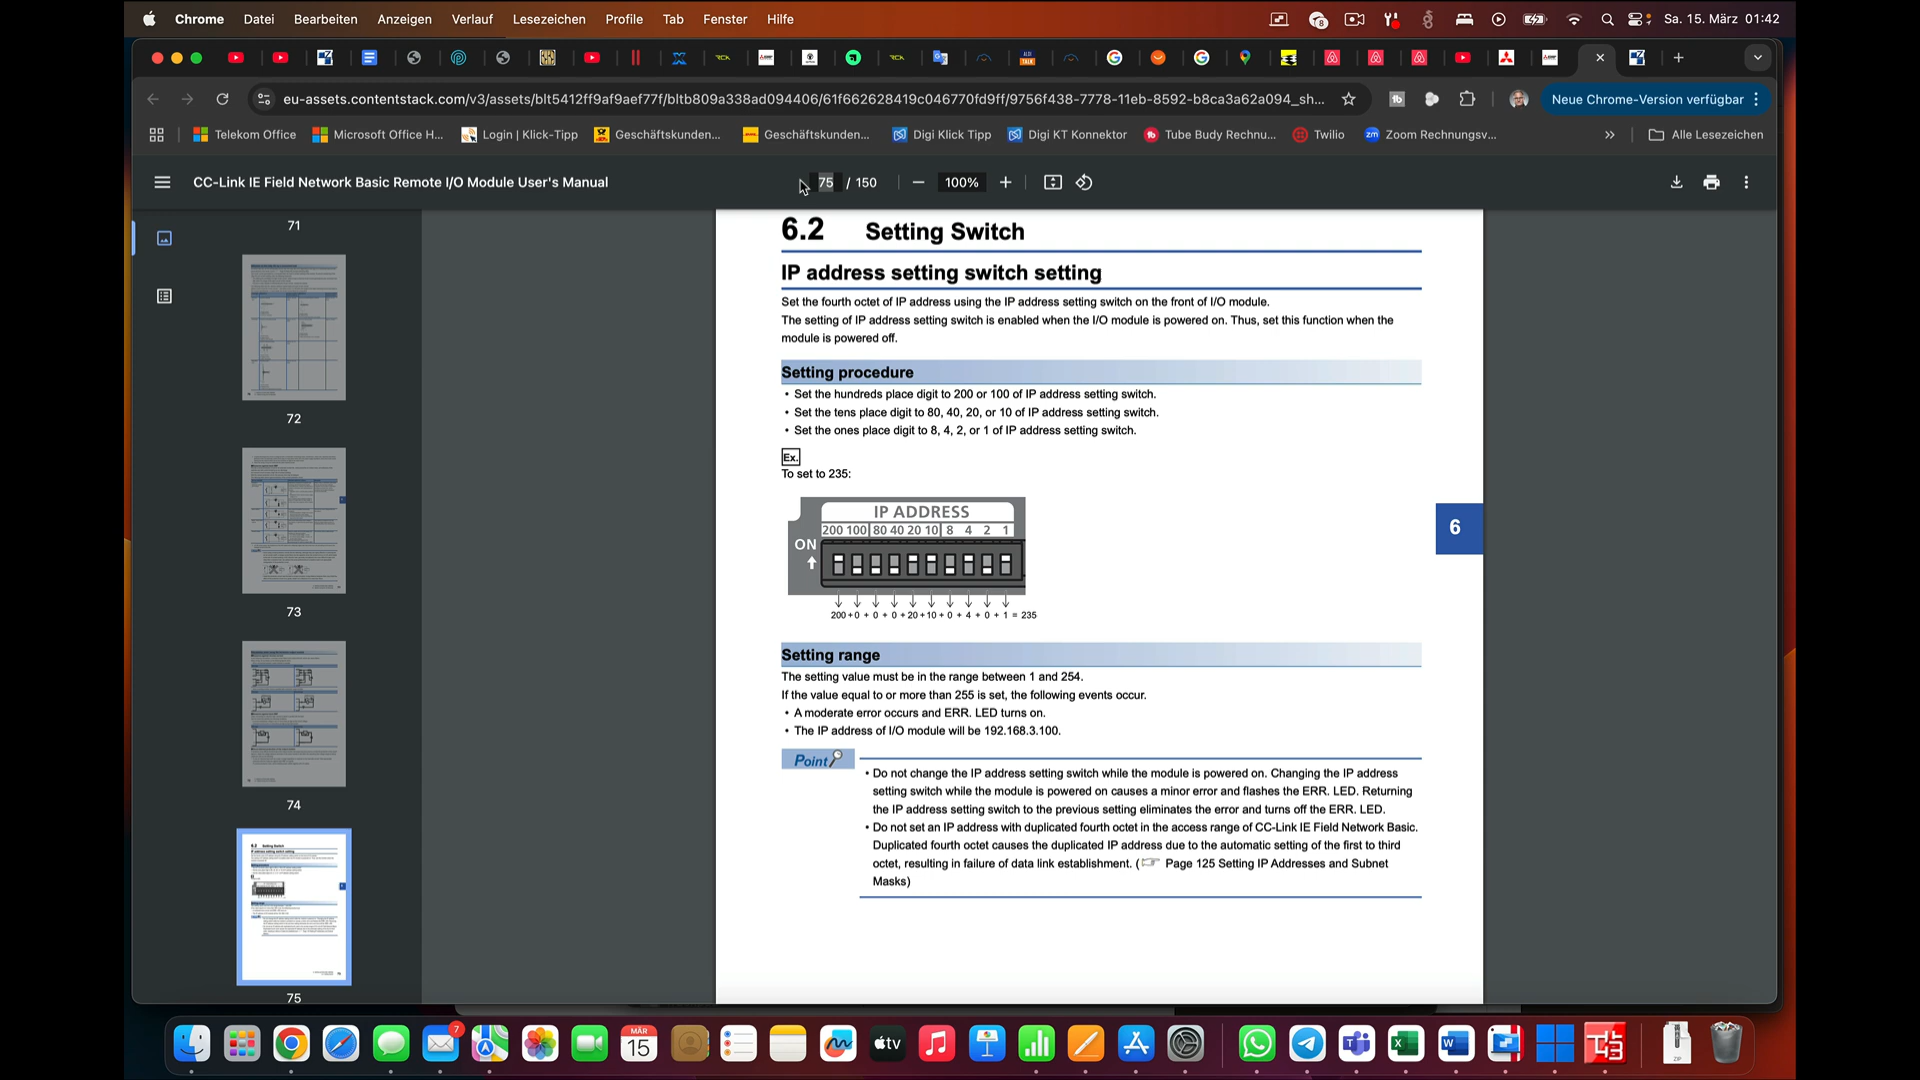 Chrome Datei Bearbeiten Anzeigen Verlauf Lesezeichen Profile Tab Fenster Hilfe
8
Sa. 15. März 01:42
eu-assets.contentstack.com/v3/assets/blt5412ff9af9aef77f/bltb809a338ad094406/61f662628419c046770fd9ff/9756f438-7778-11eb-8592-b8ca3a62a094_sh...
Neue Chrome-Version verfügbar
Telekom Office
Microsoft Office H...
Login | Klick-Tipp
Geschäftskunden...
Geschäftskunden...
Digi Klick Tipp
Digi KT Konnektor
Tube Budy Rechnu...
Twilio
Zoom Rechnungsv...
Alle Lesezeichen
CC-Link IE Field Network Basic Remote I/O Module User's Manual
75 / 150
100%
71
72
73
74
75
6.2 Setting Switch
IP address setting switch setting
Set the fourth octet of IP address using the IP address setting switch on the front of I/O module.
The setting of IP address setting switch is enabled when the I/O module is powered on. Thus, set this function when the
module is powered off.
Setting procedure
• Set the hundreds place digit to 200 or 100 of IP address setting switch.
• Set the tens place digit to 80, 40, 20, or 10 of IP address setting switch.
• Set the ones place digit to 8, 4, 2, or 1 of IP address setting switch.
Ex.
To set to 235:
IP ADDRESS
200 100 80 40 20 10 8 4 2 1
ON
200+0 + 0 + 0 +20+10+0 + 4 + 0 + 1 = 235
6
Setting range
The setting value must be in the range between 1 and 254.
If the value equal to or more than 255 is set, the following events occur.
• A moderate error occurs and ERR. LED turns on.
• The IP address of I/O module will be 192.168.3.100.
Point
• Do not change the IP address setting switch while the module is powered on. Changing the IP address
setting switch while the module is powered on causes a minor error and flashes the ERR. LED. Returning
the IP address setting switch to the previous setting eliminates the error and turns off the ERR. LED.
• Do not set an IP address with duplicated fourth octet in the access range of CC-Link IE Field Network Basic.
Duplicated fourth octet causes the duplicated IP address due to the automatic setting of the first to third
octet, resulting in failure of data link establishment. ( Page 125 Setting IP Addresses and Subnet
Masks)
7
MÄR
15
tv
ZIP